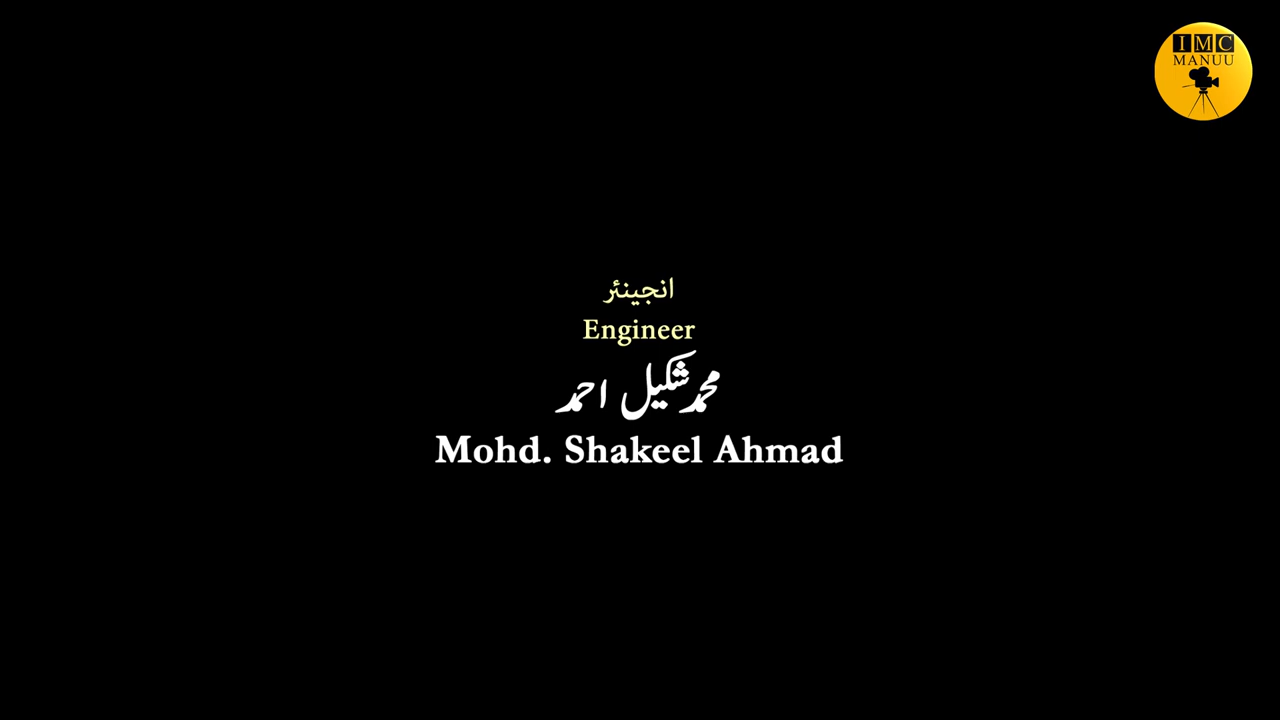 IMC
MANUU
انجینئر
Engineer
محمد شکیل احمد
Mohd. Shakeel Ahmad